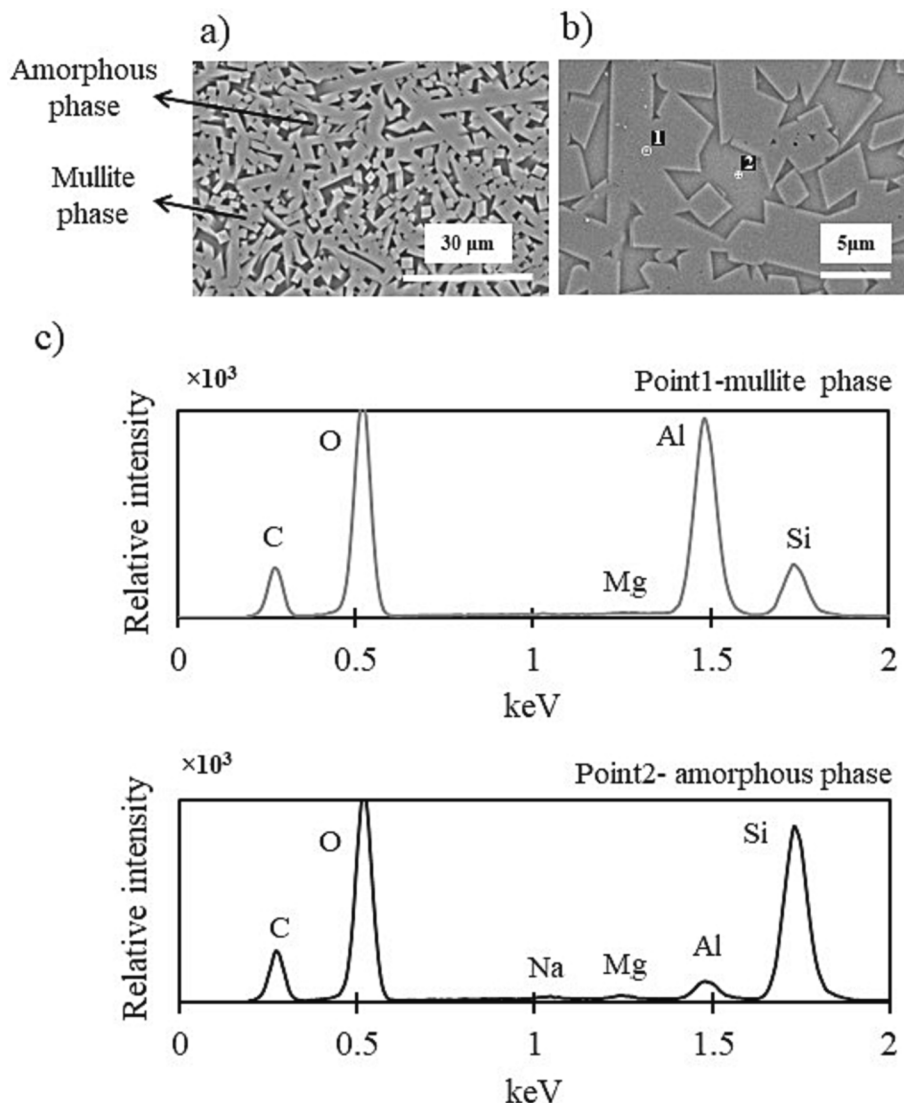 a)
b)
Amorphous
phase
Mullite
phase
30 µm
1
2
5µm
c)
×10³
Point1-mullite phase
Relative intensity
C
O
Mg
Al
Si
0
0.5
1
1.5
2
keV
×10³
Point2- amorphous phase
Relative intensity
C
O
Na
Mg
Al
Si
0
0.5
1
1.5
2
keV